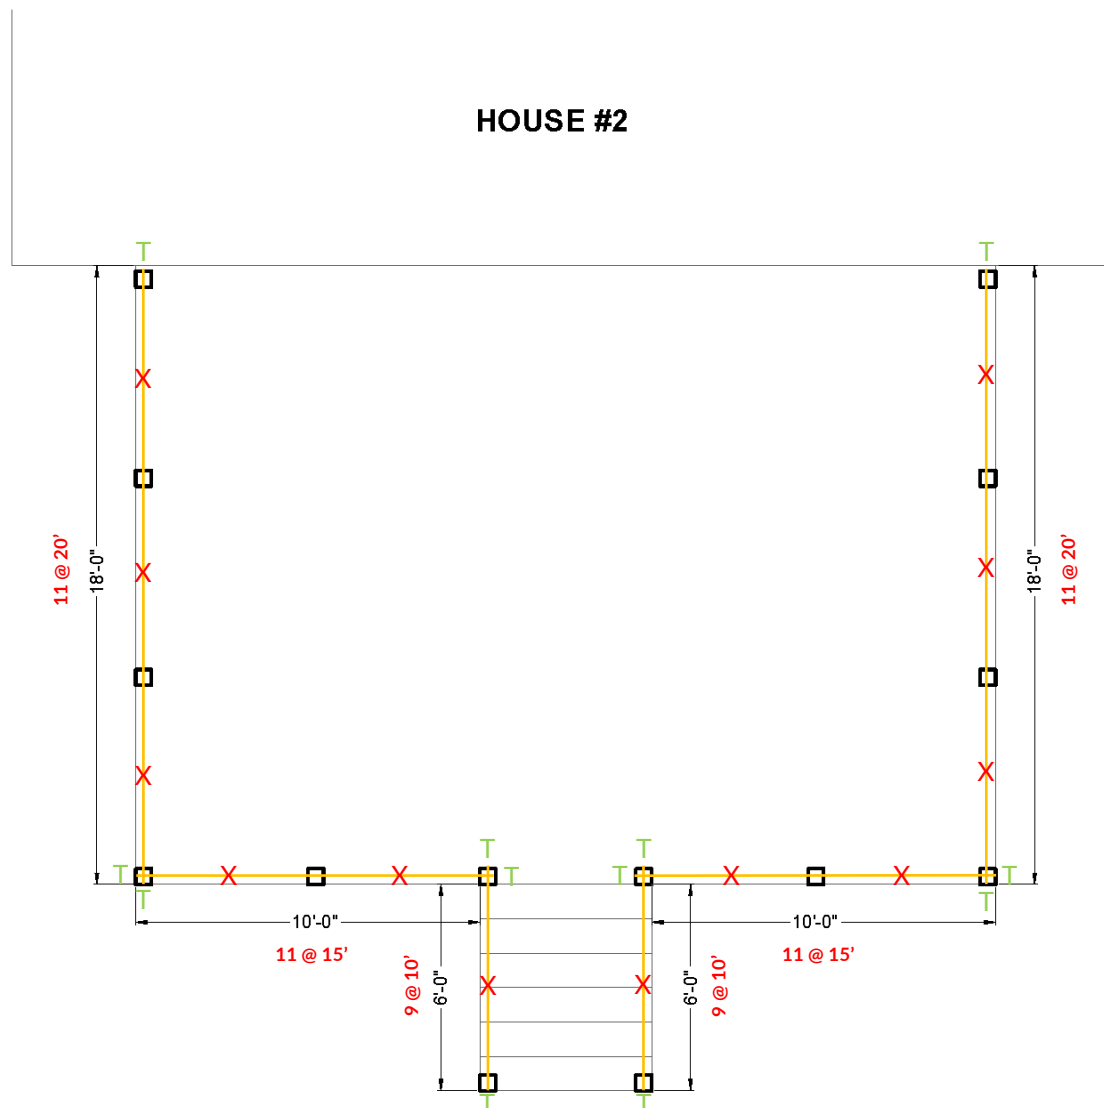 HOUSE #2
T
T
X
X
11 @ 20’
18'-0"
18'-0"
11 @ 20’
X
X
X
X
T
T
T
T
T
X
X
T
T
X
X
T
10'-0"
10'-0"
11 @ 15’
11 @ 15’
9 @ 10’
6'-0"
X
X
6'-0"
9 @ 10’
T
T